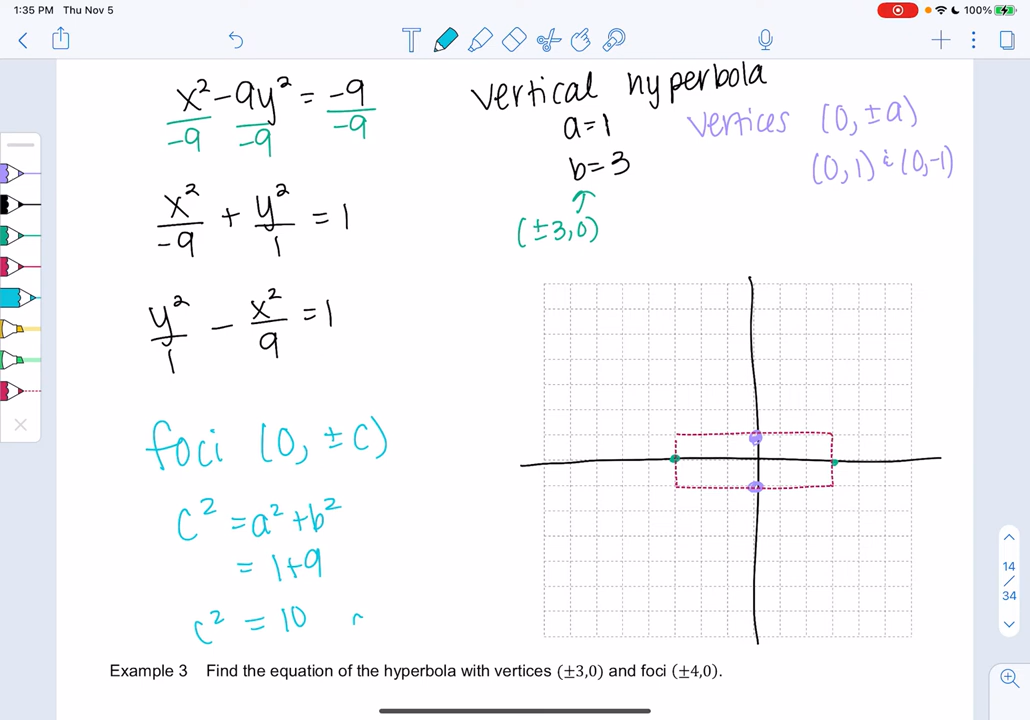 1:35 PM Thu Nov 5
100%
x² - 9y² = -9
-9 -9 -9
x²/-9 + y²/1 = 1
y²/1 - x²/9 = 1
foci (0, ±c)
c² = a² + b²
= 1+9
c² = 10
vertical hyperbola
a=1
b=3
(±3,0)
vertices (0, ±a)
(0,1) & (0,-1)
14
34
Example 3 Find the equation of the hyperbola with vertices (±3,0) and foci (±4,0).